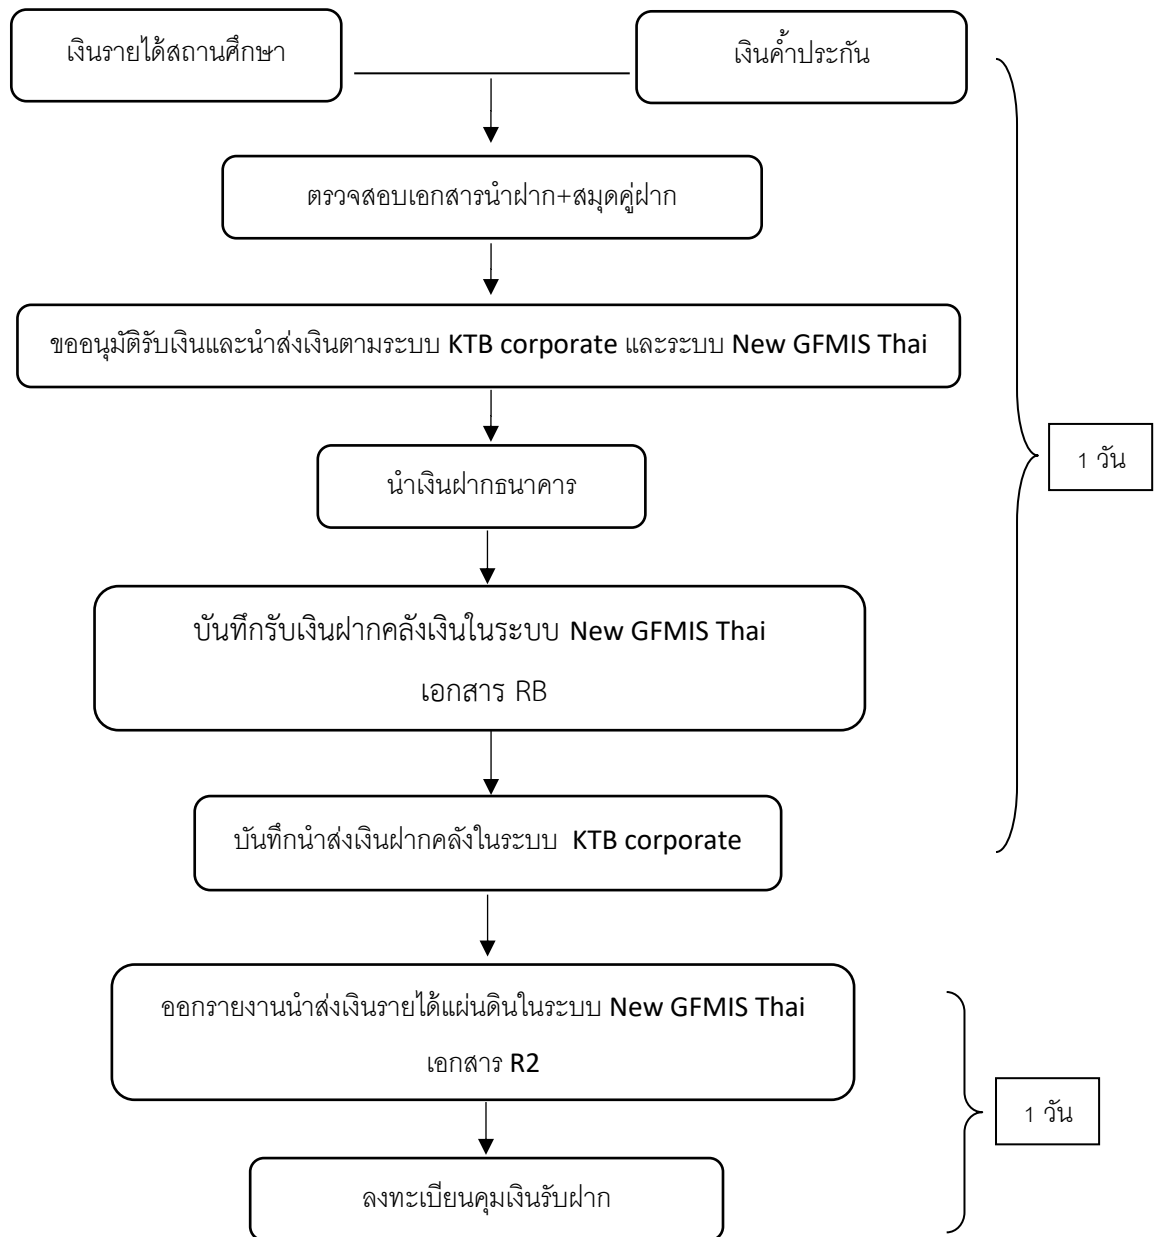 เงินรายได้สถานศึกษา
เงินค้ำประกัน
ตรวจสอบเอกสารนำฝาก+สมุดคู่ฝาก
ขออนุมัติรับเงินและนำส่งเงินตามระบบ KTB corporate และระบบ New GFMIS Thai
1 วัน
นำเงินฝากธนาคาร
บันทึกรับเงินฝากคลังเงินในระบบ New GFMIS Thai
เอกสาร RB
บันทึกนำส่งเงินฝากคลังในระบบ KTB corporate
ออกรายงานนำส่งเงินรายได้แผ่นดินในระบบ New GFMIS Thai
เอกสาร R2
1 วัน
ลงทะเบียนคุมเงินรับฝาก